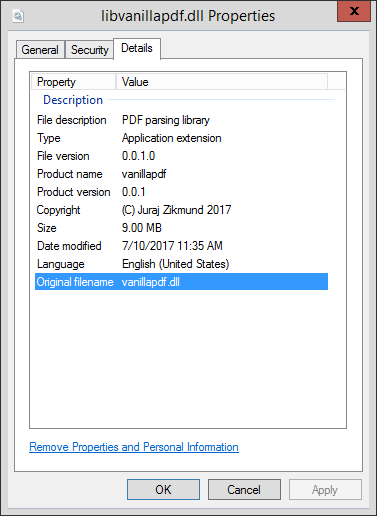 libvanillapdf.dll Properties
x
General Security Details
Property Value
Description
File description PDF parsing library
Type Application extension
File version 0.0.1.0
Product name vanillapdf
Product version 0.0.1
Copyright (C) Juraj Zikmund 2017
Size 9.00 MB
Date modified 7/10/2017 11:35 AM
Language English (United States)
Original filename vanillapdf.dll
Remove Properties and Personal Information
OK Cancel Apply